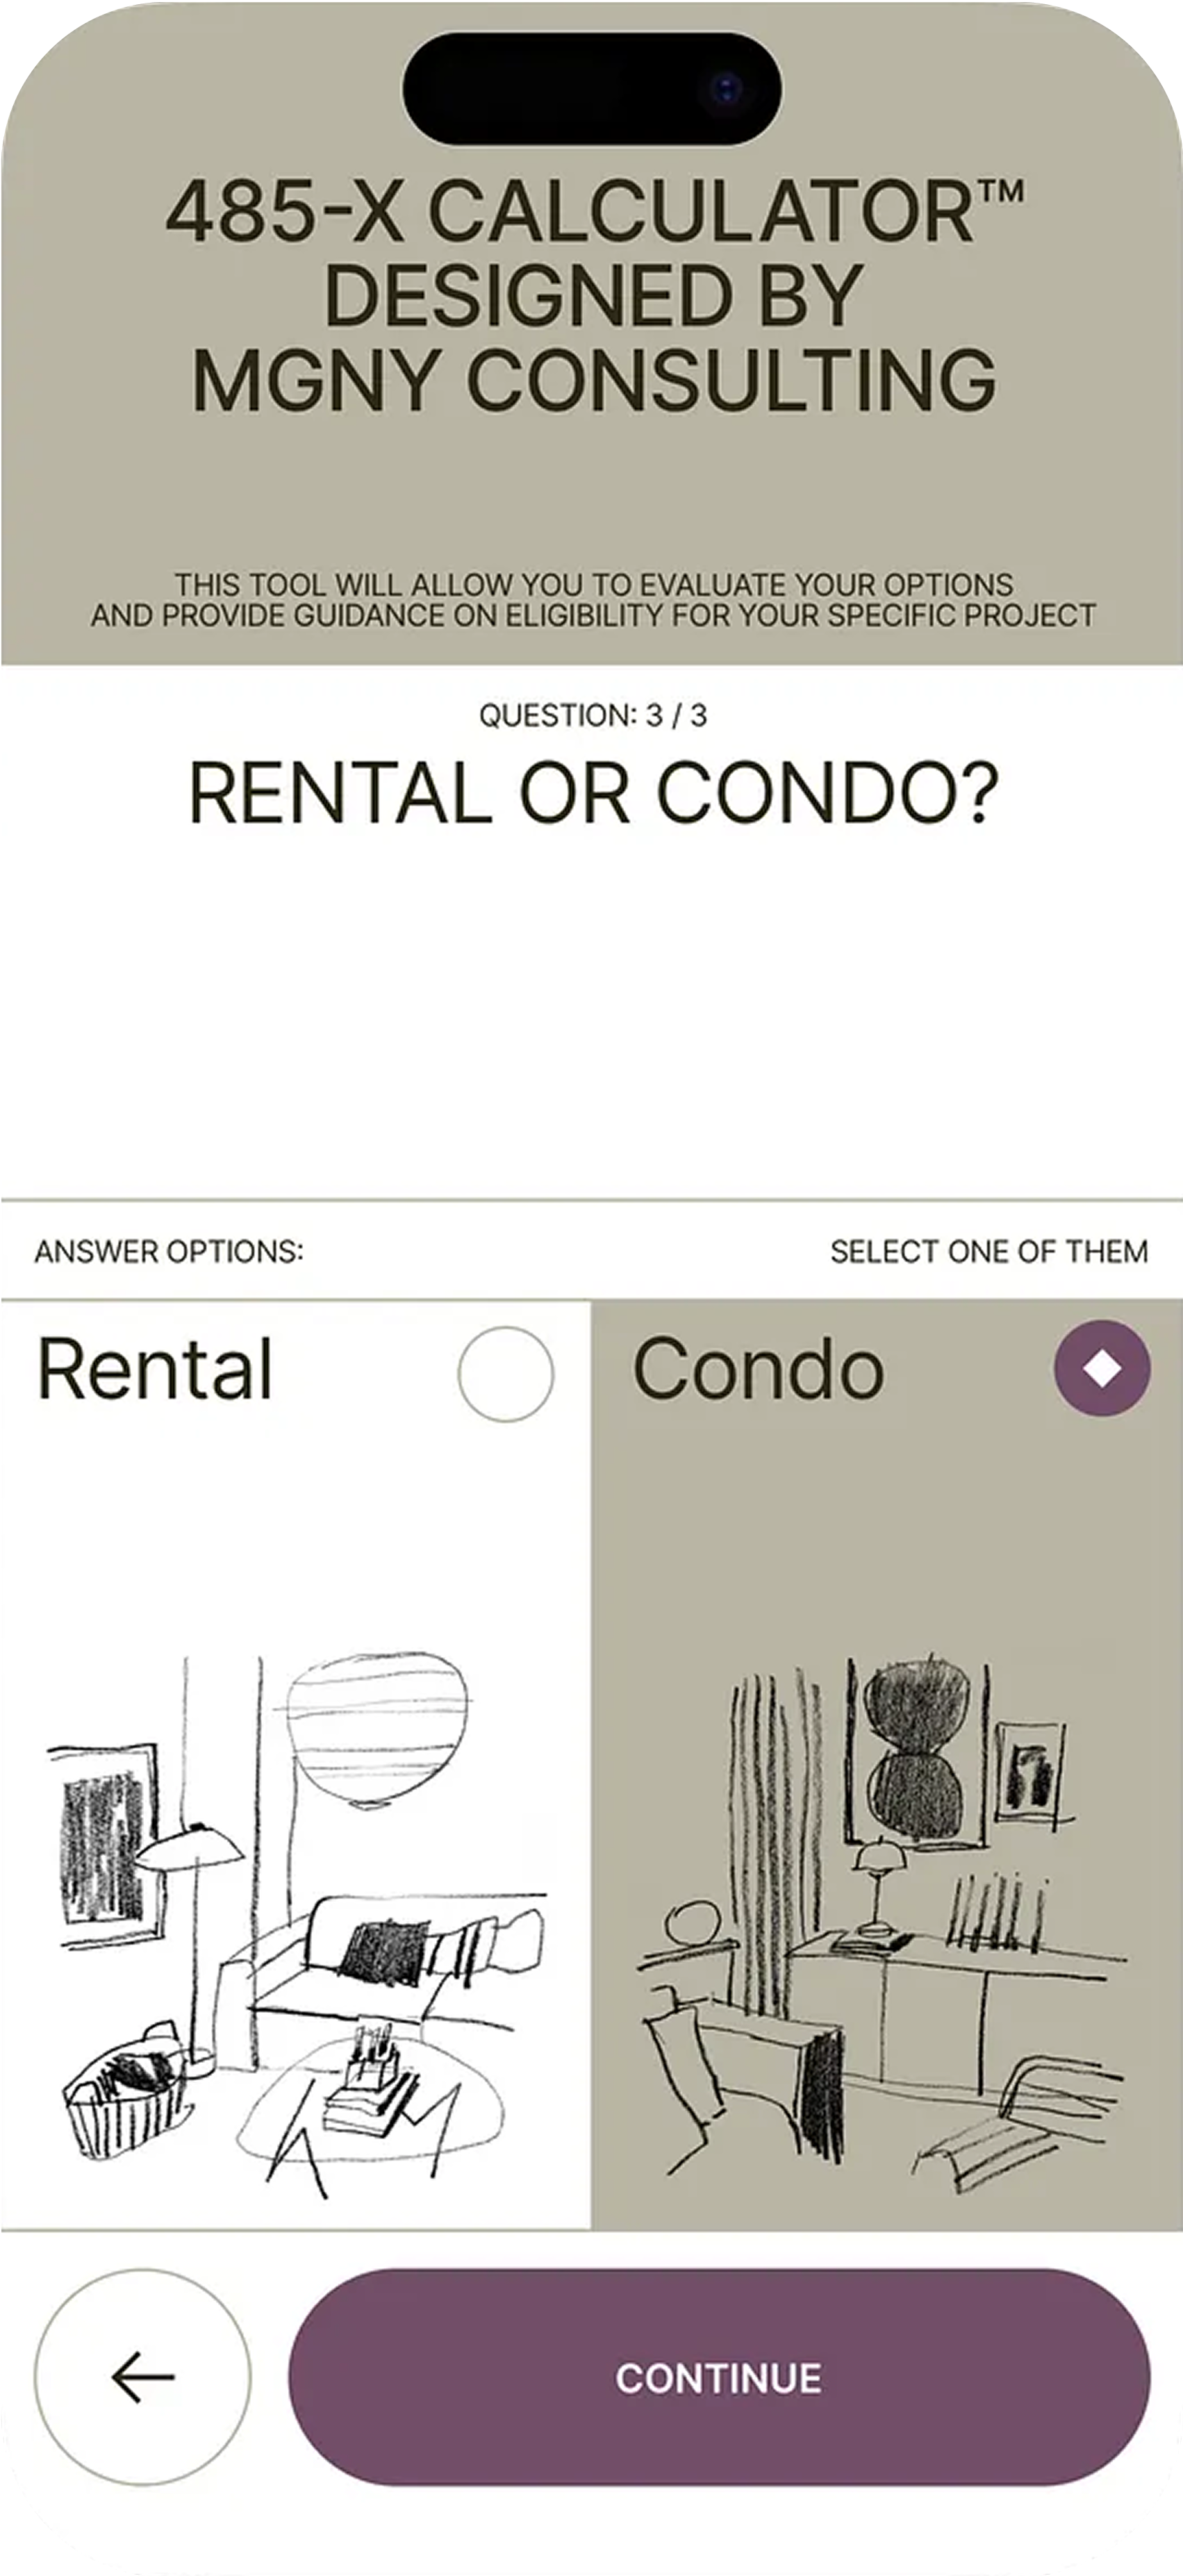 485-X CALCULATOR™
DESIGNED BY
MGNY CONSULTING
THIS TOOL WILL ALLOW YOU TO EVALUATE YOUR OPTIONS
AND PROVIDE GUIDANCE ON ELIGIBILITY FOR YOUR SPECIFIC PROJECT
QUESTION: 3 / 3
RENTAL OR CONDO?
ANSWER OPTIONS:
SELECT ONE OF THEM
Rental
Condo
CONTINUE